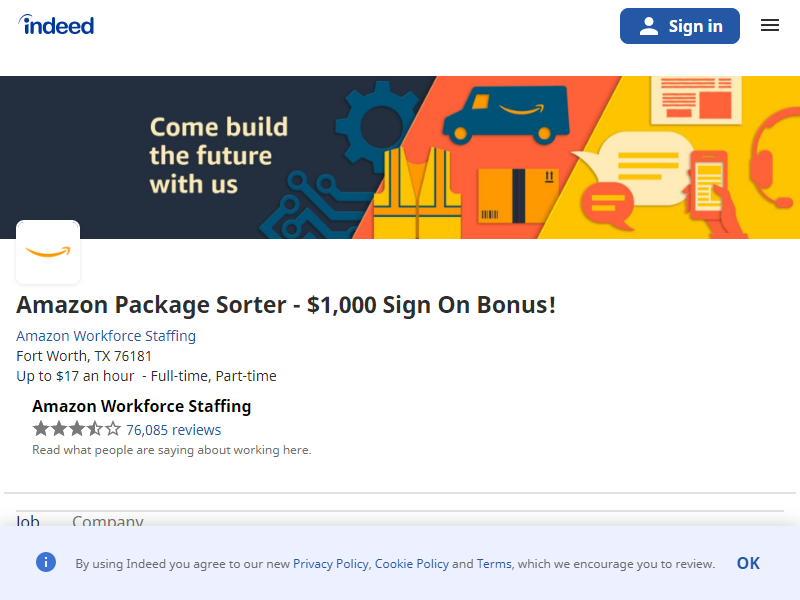 indeed
Sign in
Come build
the future
with us
Amazon Package Sorter - $1,000 Sign On Bonus!
Amazon Workforce Staffing
Fort Worth, TX 76181
Up to $17 an hour - Full-time, Part-time
Amazon Workforce Staffing
76,085 reviews
Read what people are saying about working here.
Job Company
By using Indeed you agree to our new Privacy Policy, Cookie Policy and Terms, which we encourage you to review. OK